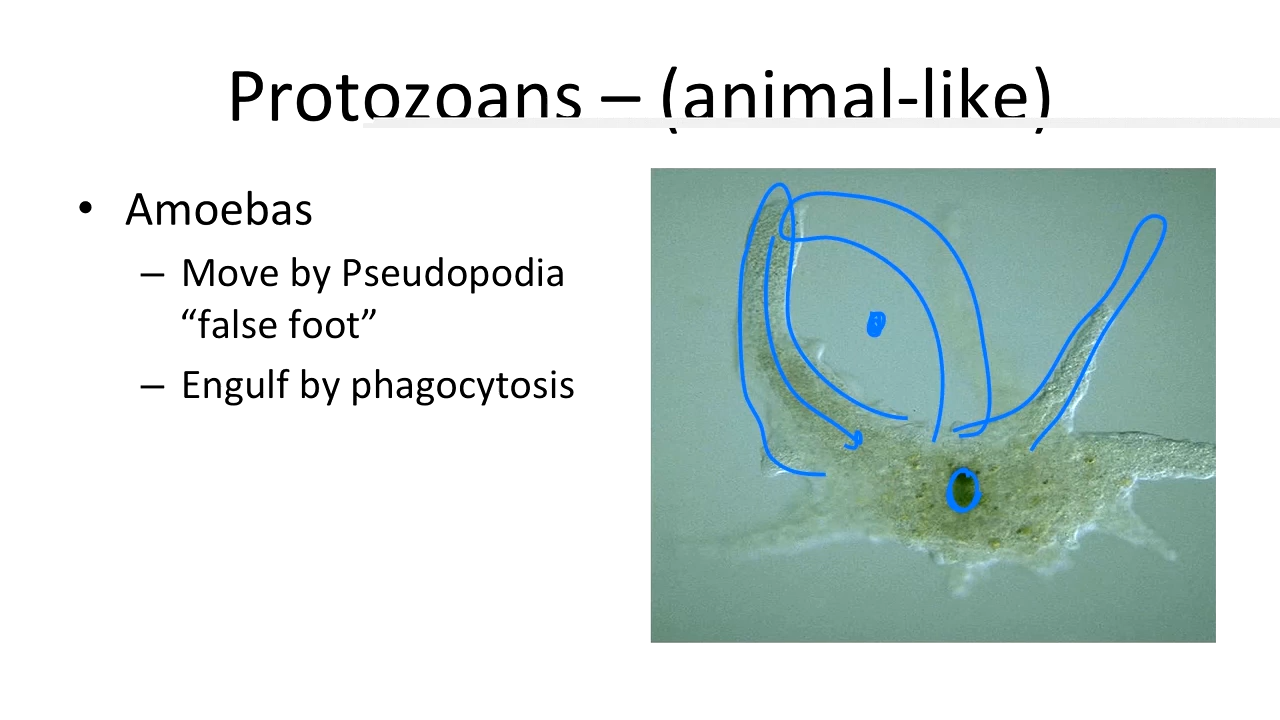 Protozoans – (animal-like)
• Amoebas
– Move by Pseudopodia
“false foot”
– Engulf by phagocytosis